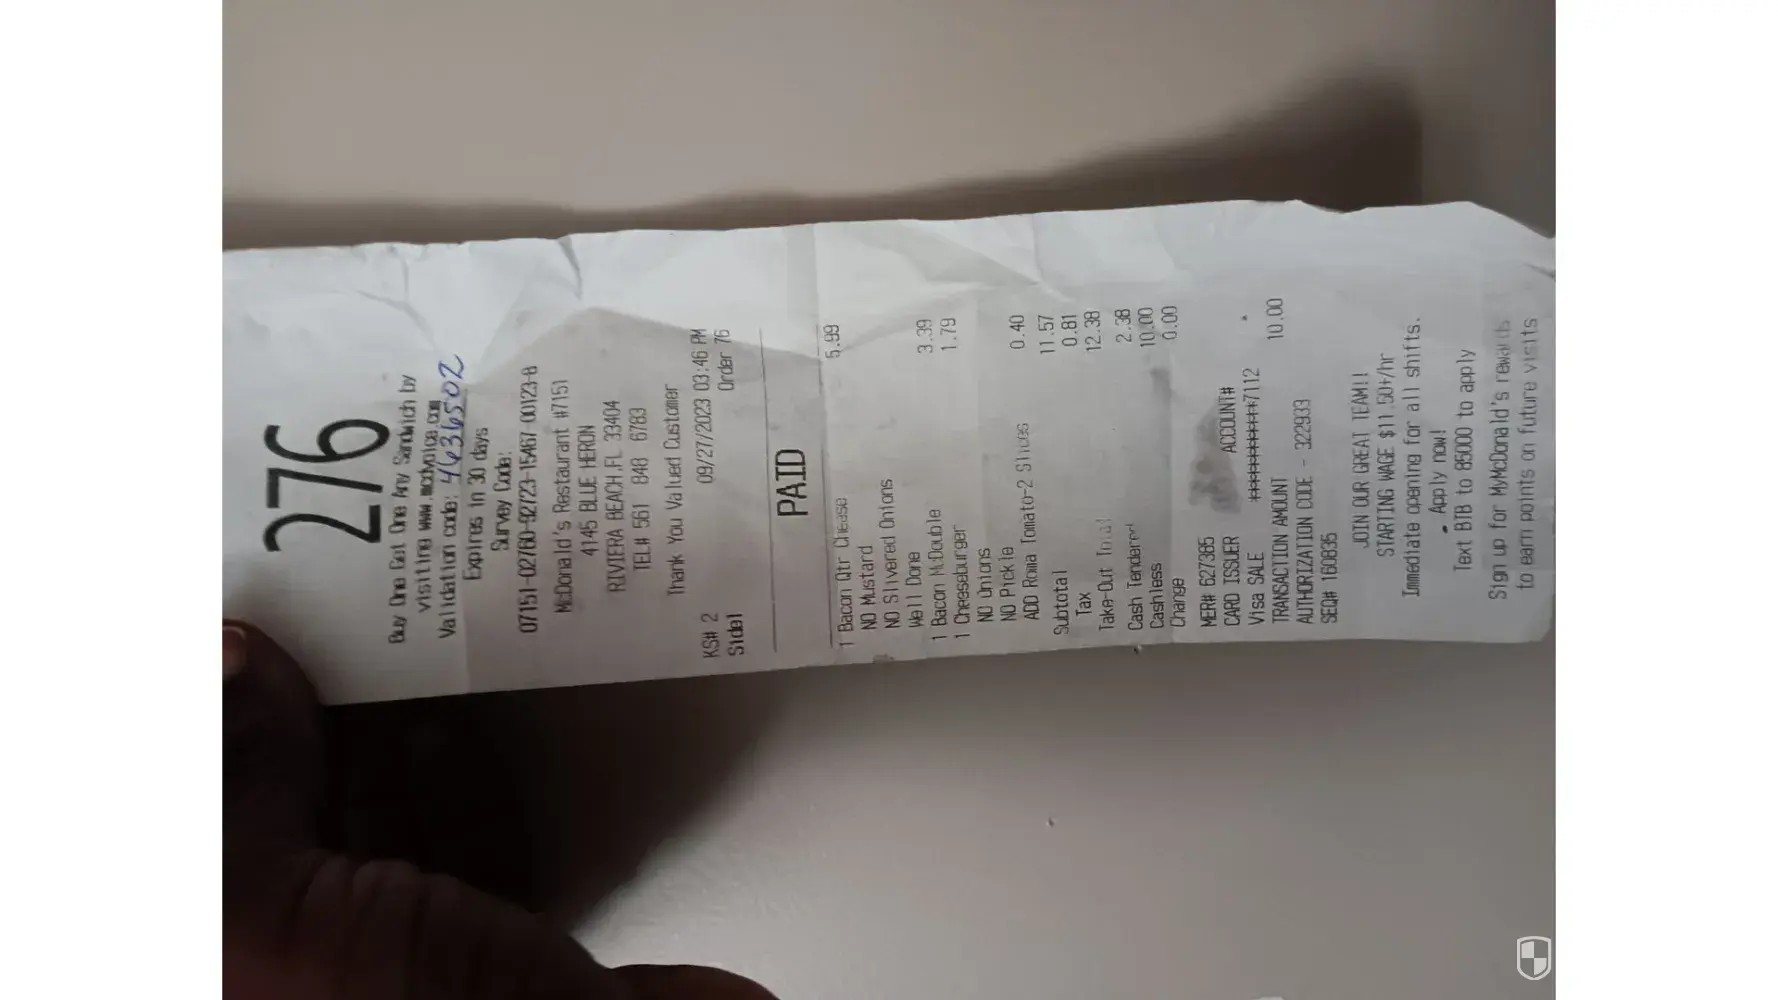 276
Buy One Get One Any Sandwich by
visiting www.mcdvoice.com
Validation code: 4636502
Expires in 30 days
Survey Code:
07151-02760-92723-15467-00123-8
McDonald's Restaurant #7151
4145 BLUE HERON
RIVIERA BEACH,FL 33404
TEL# 561 848 6783
Thank You Valued Customer
KS# 2 09/27/2023 03:46 PM
Side1 Order 76
PAID
1 Bacon Qtr Cheese 5.99
NO Mustard
NO Slivered Onions
Well Done
1 Bacon McDouble 3.39
1 Cheeseburger 1.79
NO Onions
NO Pickle
ADD Roma Tomato-2 Slices 0.40
Subtotal 11.57
Tax 0.81
Take-Out Total 12.38
Cash Tendered 2.38
Cashless 10.00
Change 0.00
MER# 627365
CARD ISSUER ACCOUNT#
Visa SALE ************7112
TRANSACTION AMOUNT 10.00
AUTHORIZATION CODE - 322933
SEQ# 160835
JOIN OUR GREAT TEAM!!
STARTING WAGE $11.50+/hr
Immediate opening for all shifts.
- Apply now!
Text BTB to 85000 to apply
Sign up for MyMcDonald's rewards
to earn points on future visits